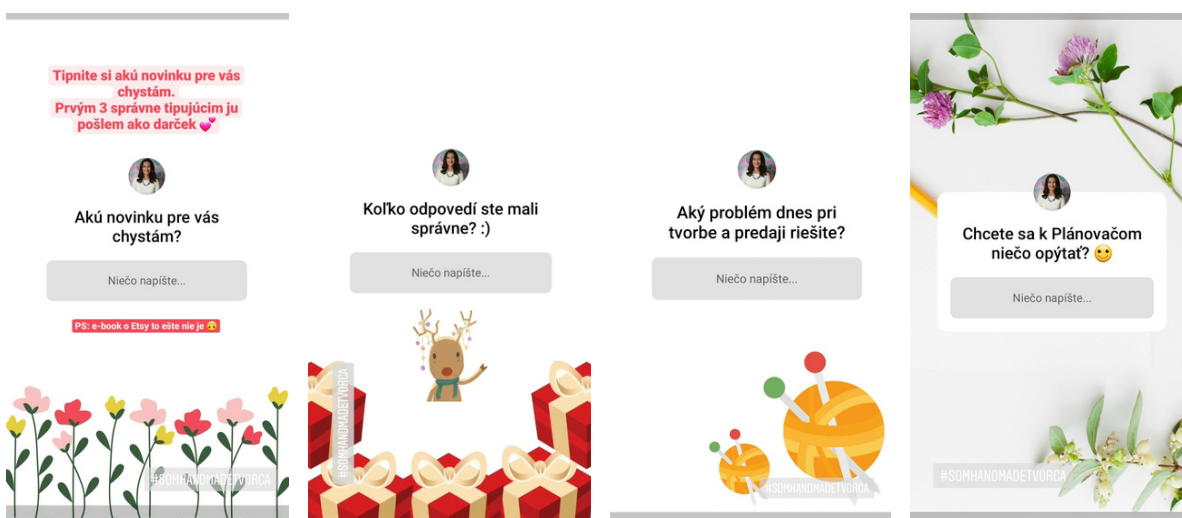 Tipnite si akú novinku pre vás
chystám.
Prvým 3 správne tipujúcim ju
pošlem ako darček 💕
Akú novinku pre vás
chystám?
Niečo napíšte...
PS: e-book o Etsy to ešte nie je
#SOMHANDMADETVORCA
Koľko odpovedí ste mali
správne? :)
Niečo napíšte...
#SOMHANDMADETVORCA
Aký problém dnes pri
tvorbe a predaji riešite?
Niečo napíšte...
#SOMHANDMADETVORCA
Chcete sa k Plánovačom
niečo opýtať? 🙂
Niečo napíšte...
#SOMHANDMADETVORCA